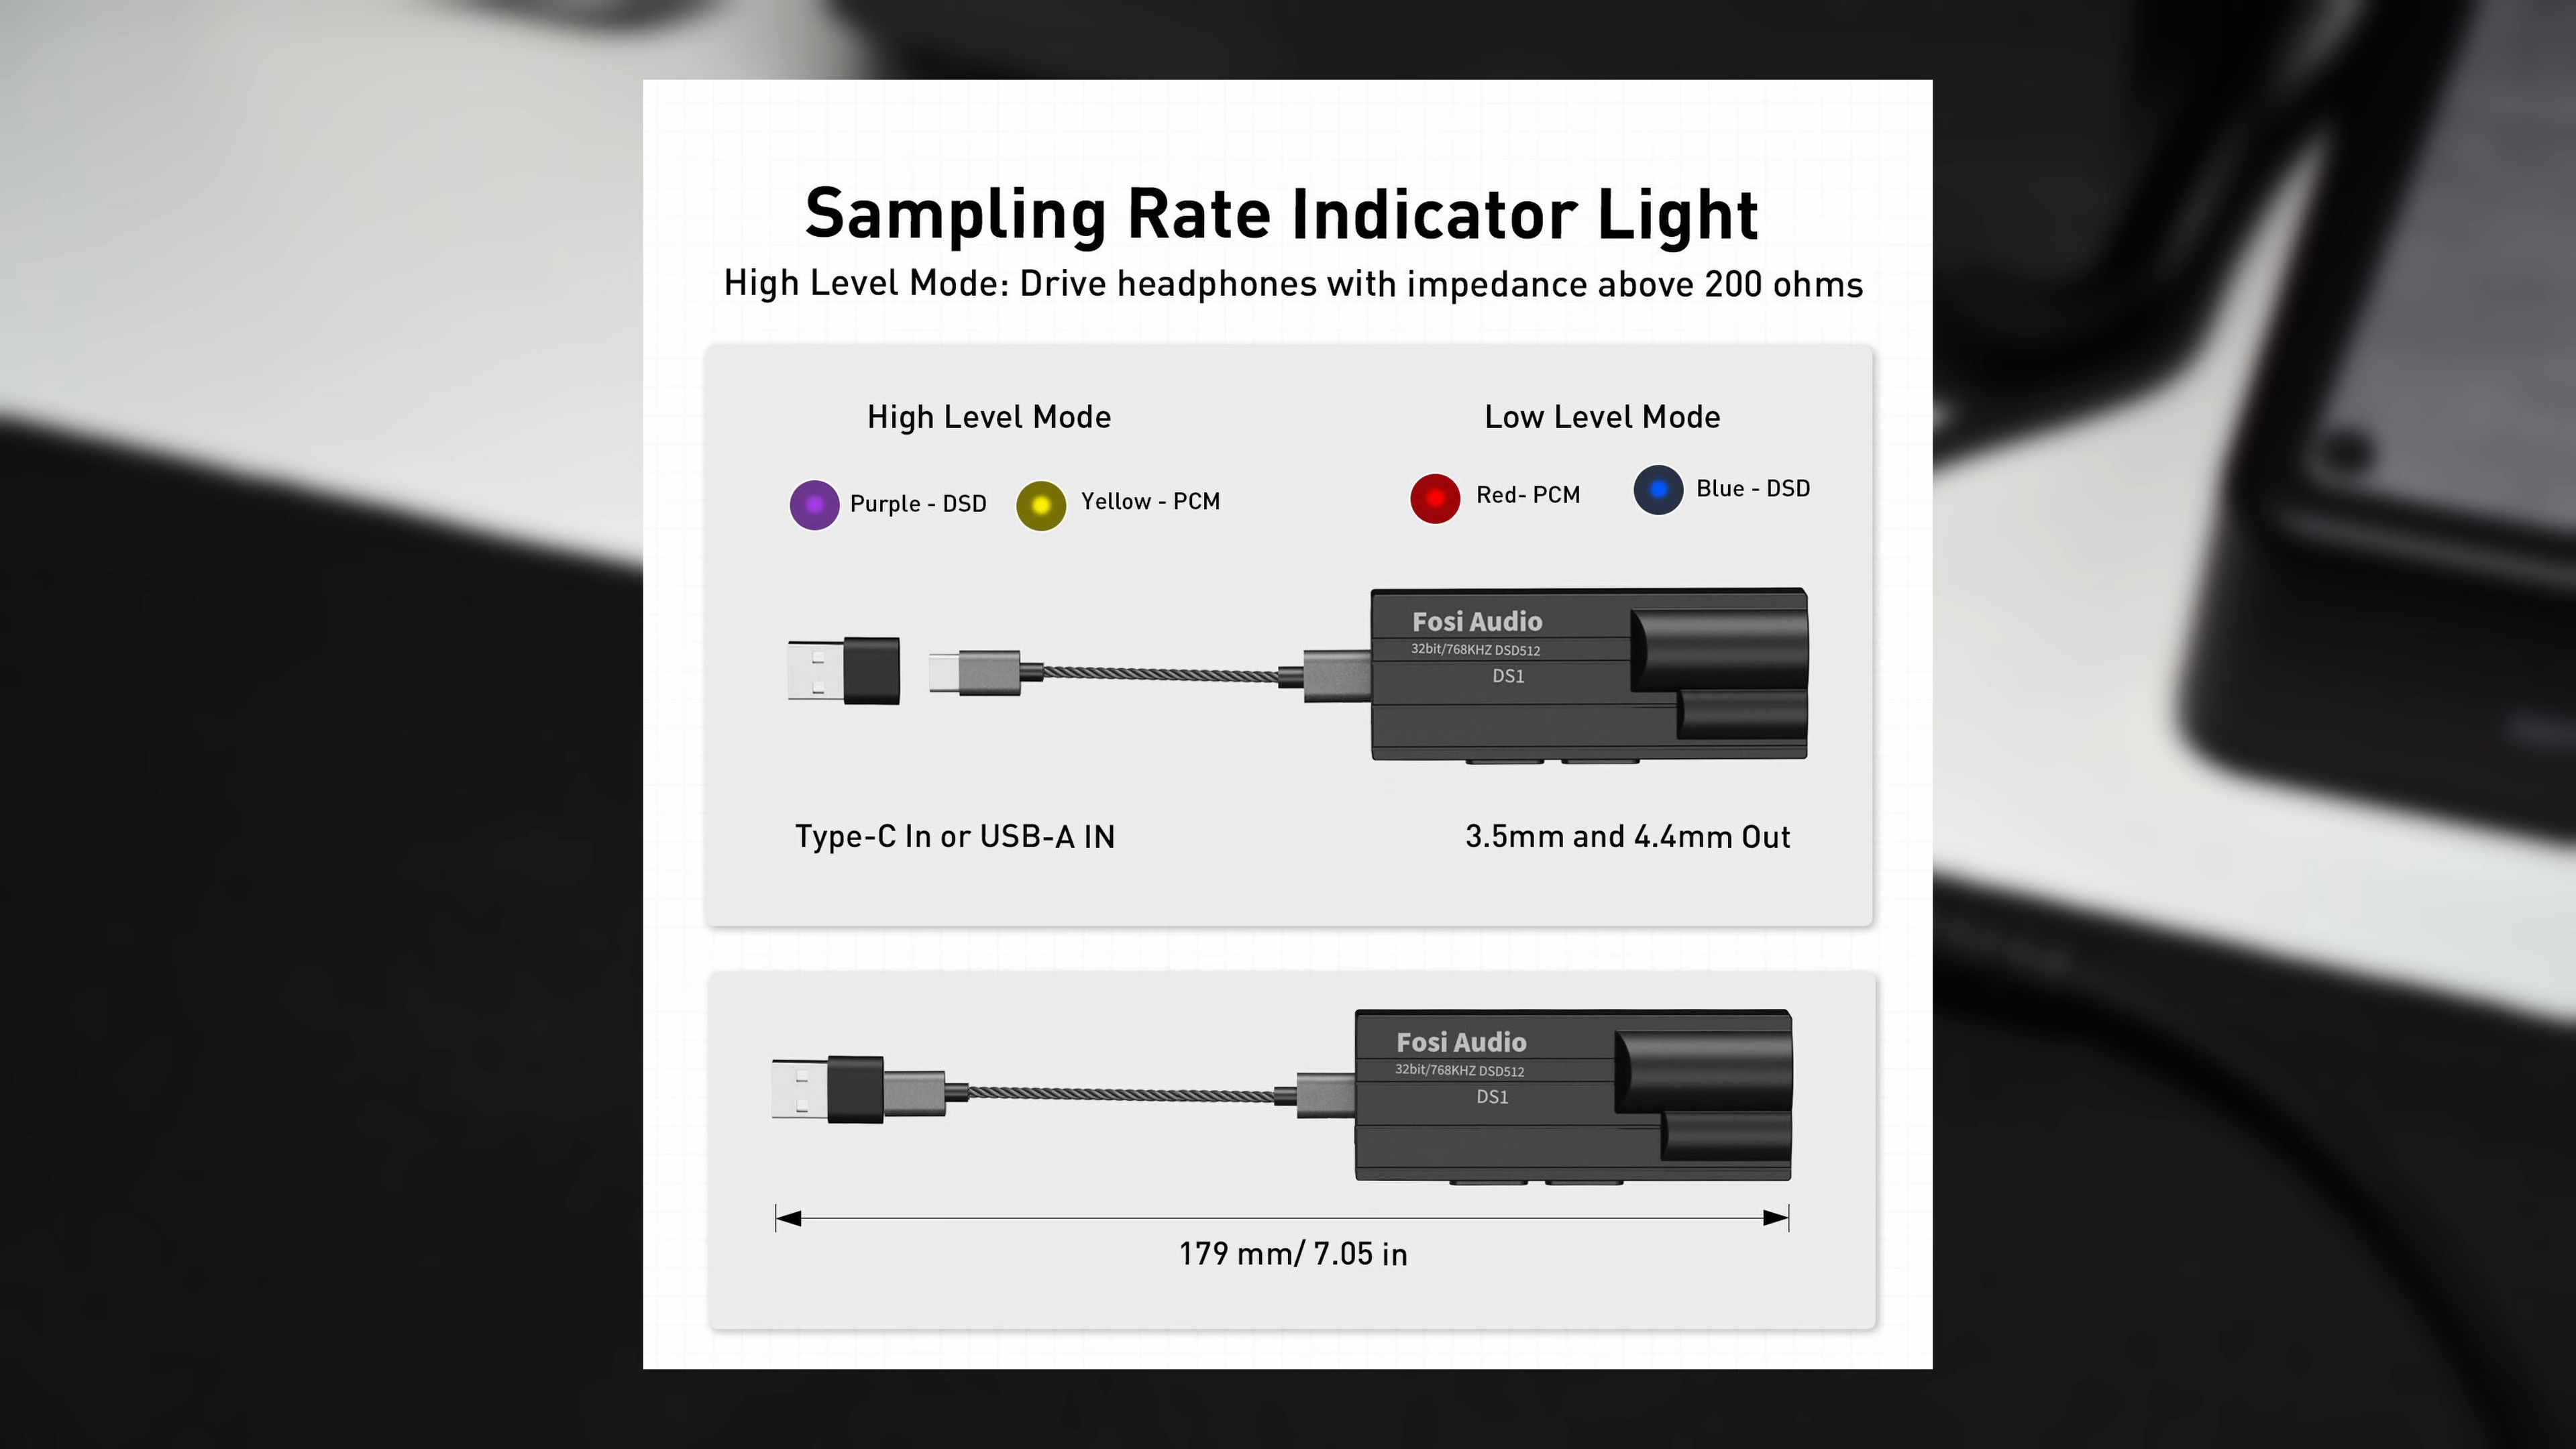 Sampling Rate Indicator Light
High Level Mode: Drive headphones with impedance above 200 ohms
High Level Mode
Low Level Mode
Purple - DSD
Yellow - PCM
Red- PCM
Blue - DSD
Fosi Audio
32bit/768KHZ DSD512
DS1
Type-C In or USB-A IN
3.5mm and 4.4mm Out
Fosi Audio
32bit/768KHZ DSD512
DS1
179 mm/ 7.05 in